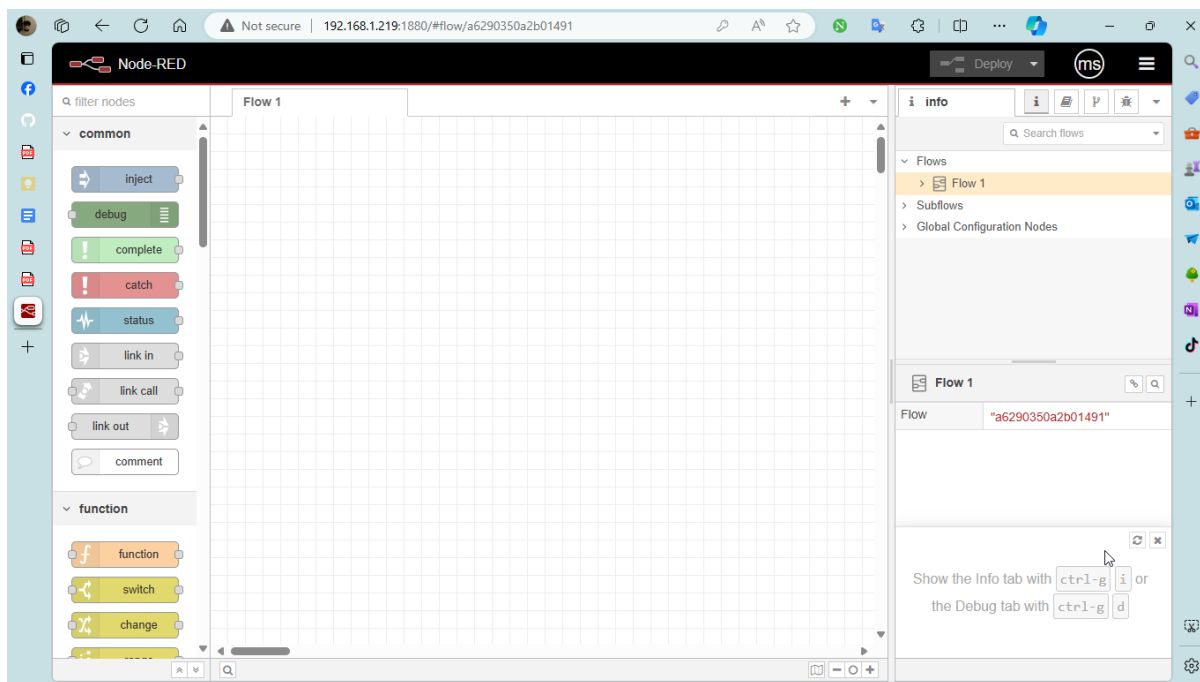 Not secure 192.168.1.219:1880/#flow/a6290350a2b01491
Node-RED
Deploy
ms
filter nodes
Flow 1
i info
i
Search flows
common
inject
debug
complete
catch
status
link in
link call
link out
comment
function
function
switch
change
Flows
Flow 1
Subflows
Global Configuration Nodes
Flow 1
Flow "a6290350a2b01491"
Show the Info tab with ctrl-g i or
the Debug tab with ctrl-g d